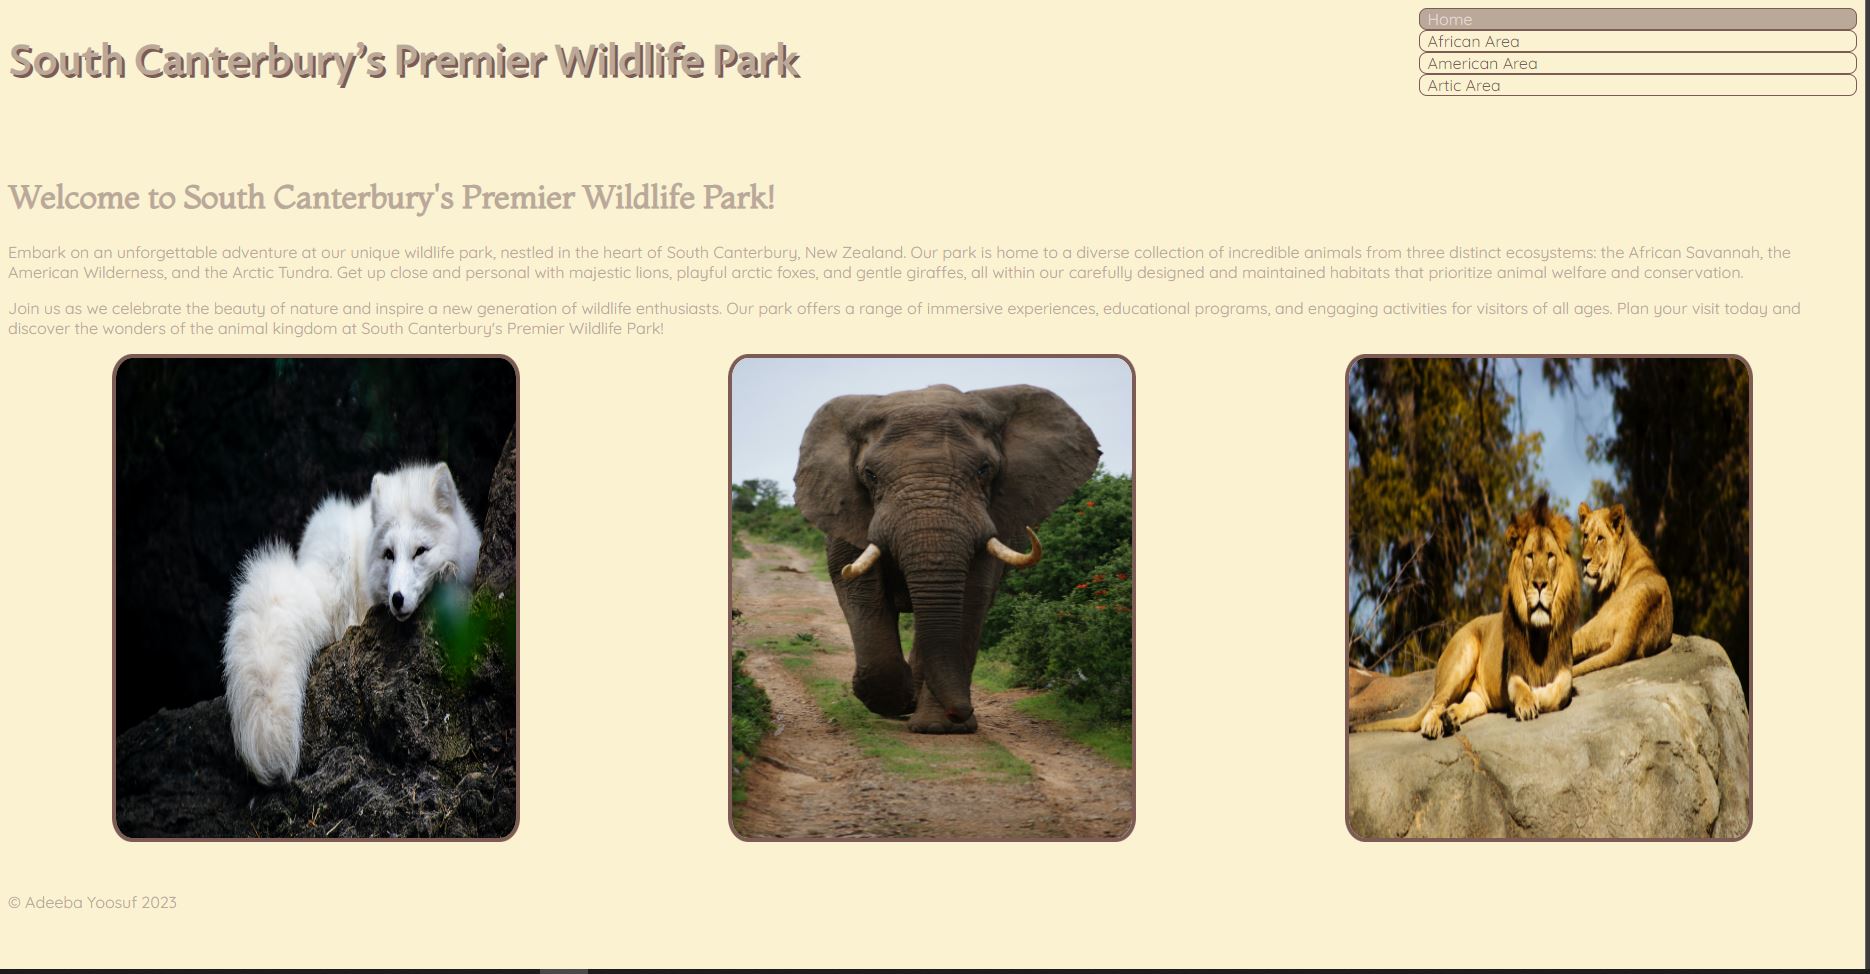 South Canterbury’s Premier Wildlife Park
Home
African Area
American Area
Artic Area
Welcome to South Canterbury's Premier Wildlife Park!
Embark on an unforgettable adventure at our unique wildlife park, nestled in the heart of South Canterbury, New Zealand. Our park is home to a diverse collection of incredible animals from three distinct ecosystems: the African Savannah, the
American Wilderness, and the Arctic Tundra. Get up close and personal with majestic lions, playful arctic foxes, and gentle giraffes, all within our carefully designed and maintained habitats that prioritize animal welfare and conservation.
Join us as we celebrate the beauty of nature and inspire a new generation of wildlife enthusiasts. Our park offers a range of immersive experiences, educational programs, and engaging activities for visitors of all ages. Plan your visit today and
discover the wonders of the animal kingdom at South Canterbury's Premier Wildlife Park!
© Adeeba Yoosuf 2023